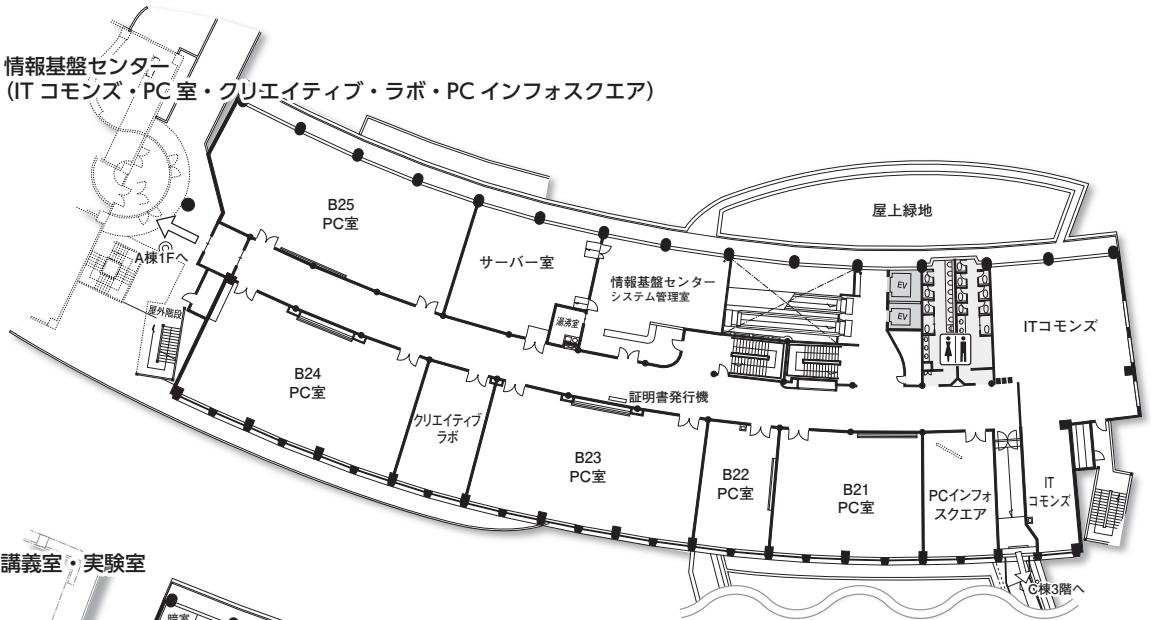 情報基盤センター
(IT コモンズ・PC 室・クリエイティブ・ラボ・PC インフォスクエア)
屋上緑地
B25
PC室
A棟1Fへ
サーバー室
情報基盤センター
システム管理室
湯沸室
EV
EV
ITコモンズ
屋外階段
B24
PC室
クリエイティブ
ラボ
証明書発行機
B23
PC室
B22
PC室
B21
PC室
PCインフォ
スクエア
IT
コモンズ
C棟3階へ
講義室・実験室
暗室